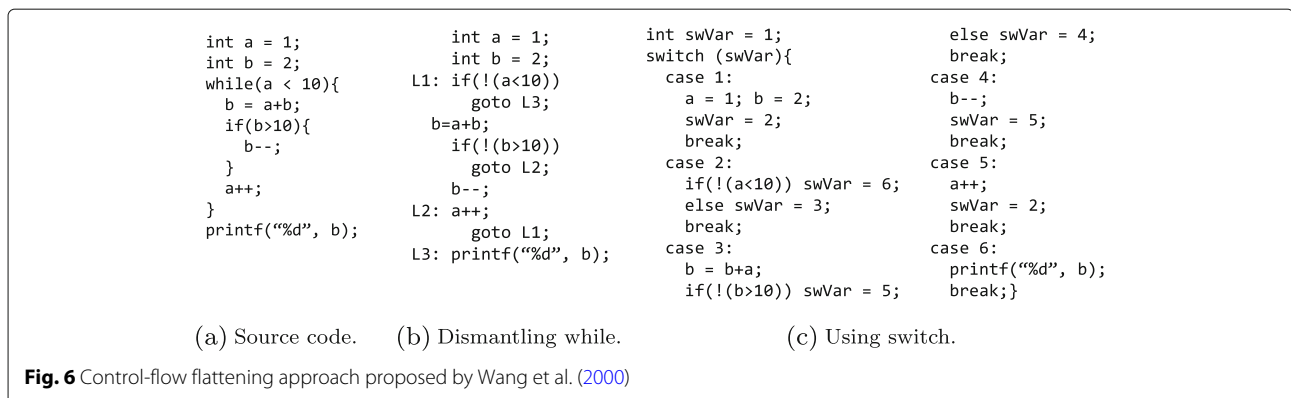 int a = 1;
int b = 2;
while(a < 10){
  b = a+b;
  if(b>10){
    b--;
  }
  a++;
}
printf(“%d”, b);
(a) Source code.
    int a = 1;
    int b = 2;
L1: if(!(a<10))
      goto L3;
  b=a+b;
    if(!(b>10))
      goto L2;
    b--;
L2: a++;
      goto L1;
L3: printf(“%d”, b);
(b) Dismantling while.
int swVar = 1;
switch (swVar){
  case 1:
    a = 1; b = 2;
    swVar = 2;
    break;
  case 2:
    if(!(a<10)) swVar = 6;
    else swVar = 3;
    break;
  case 3:
    b = b+a;
    if(!(b>10)) swVar = 5;
    else swVar = 4;
    break;
  case 4:
    b--;
    swVar = 5;
    break;
  case 5:
    a++;
    swVar = 2;
    break;
  case 6:
    printf(“%d”, b);
    break;}
(c) Using switch.
Fig. 6 Control-flow flattening approach proposed by Wang et al. (2000)